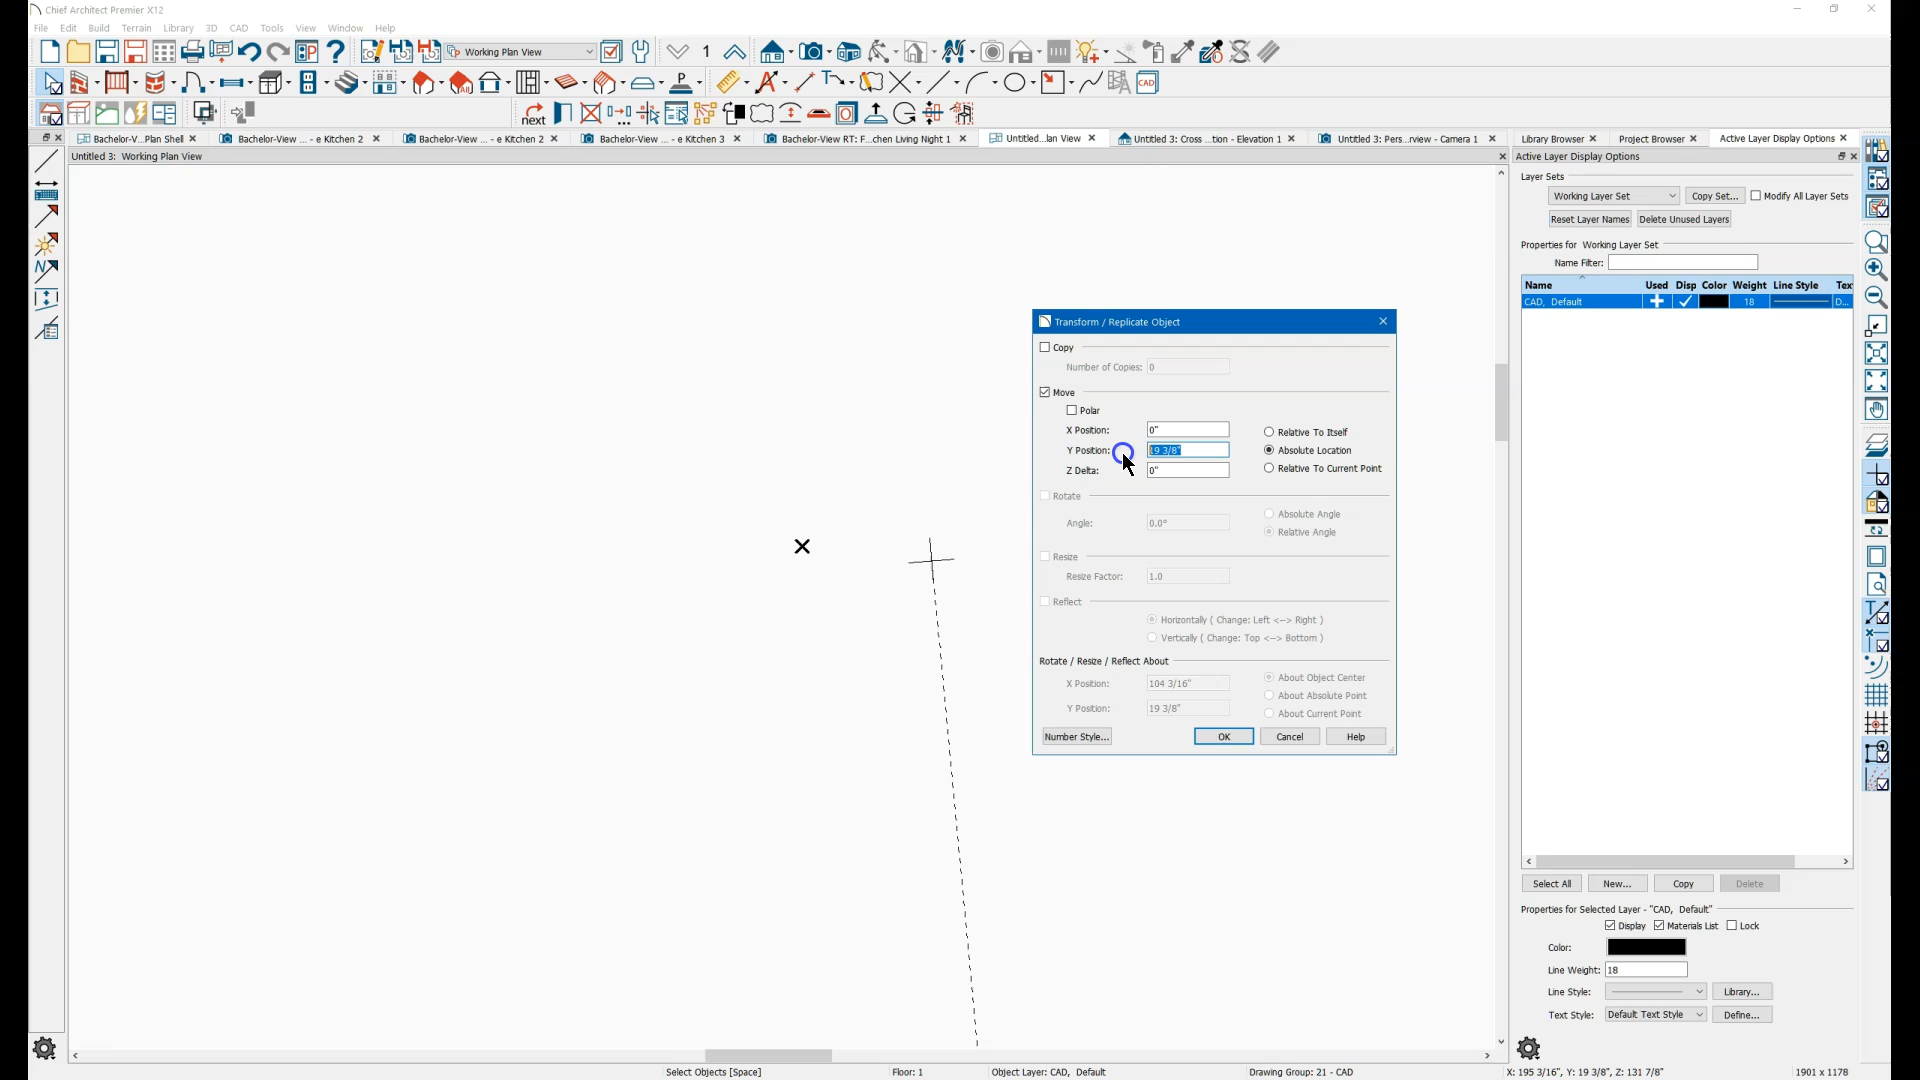 Chief Architect Premier X12
File Edit Build Terrain Library 3D CAD Tools View Window Help
Working Plan View
1
All
P
CAD
next
Bachelor-V...Plan Shell
Bachelor-View ... - e Kitchen 2
Bachelor-View ... - e Kitchen 2
Bachelor-View ... - e Kitchen 3
Bachelor-View RT: F...chen Living Night 1
Untitled...lan View
Untitled 3: Cross ...tion - Elevation 1
Untitled 3: Pers...rview - Camera 1
Library Browser
Project Browser
Active Layer Display Options
Untitled 3: Working Plan View
Active Layer Display Options
Layer Sets
Working Layer Set
Copy Set...
Modify All Layer Sets
Reset Layer Names
Delete Unused Layers
Properties for Working Layer Set
Name Filter:
Name Used Disp Color Weight Line Style Tex
CAD, Default 18 D...
Transform / Replicate Object
Copy
Number of Copies: 0
Move
Polar
X Position: 0"
Relative To Itself
Y Position: 19 3/8"
Absolute Location
Z Delta: 0"
Relative To Current Point
Rotate
Angle: 0.0°
Absolute Angle
Relative Angle
Resize
Resize Factor: 1.0
Reflect
Horizontally ( Change: Left <-> Right )
Vertically ( Change: Top <-> Bottom )
Rotate / Resize / Reflect About
X Position: 104 3/16"
About Object Center
About Absolute Point
Y Position: 19 3/8"
About Current Point
Number Style... OK Cancel Help
Select All New... Copy Delete
Properties for Selected Layer - "CAD, Default"
Display Materials List Lock
Color:
Line Weight: 18
Line Style: Library...
Text Style: Default Text Style Define...
Select Objects [Space]
Floor: 1
Object Layer: CAD, Default
Drawing Group: 21 - CAD
X: 195 3/16", Y: 19 3/8", Z: 131 7/8"
1901 x 1178